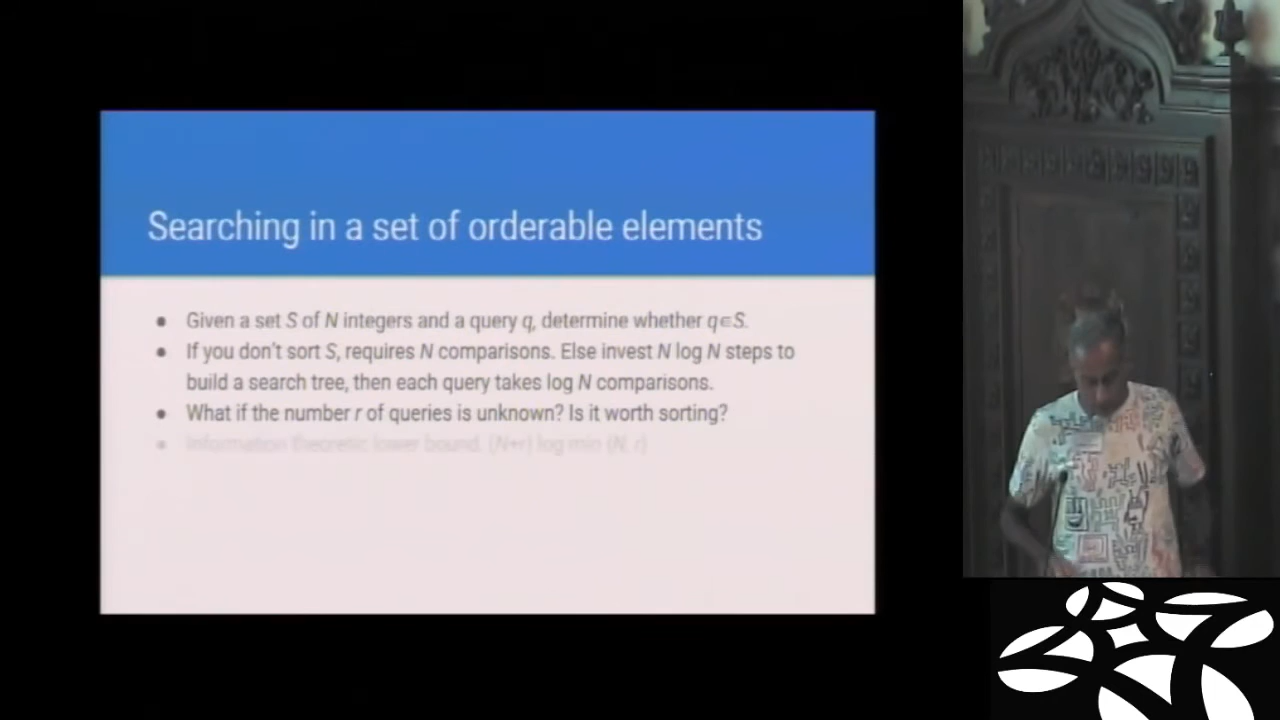 Searching in a set of orderable elements
● Given a set S of N integers and a query q, determine whether q∈S.
● If you don't sort S, requires N comparisons. Else invest N log N steps to
build a search tree, then each query takes log N comparisons.
● What if the number r of queries is unknown? Is it worth sorting?
● Information theoretic lower bound. (N+r) log min (N, r)